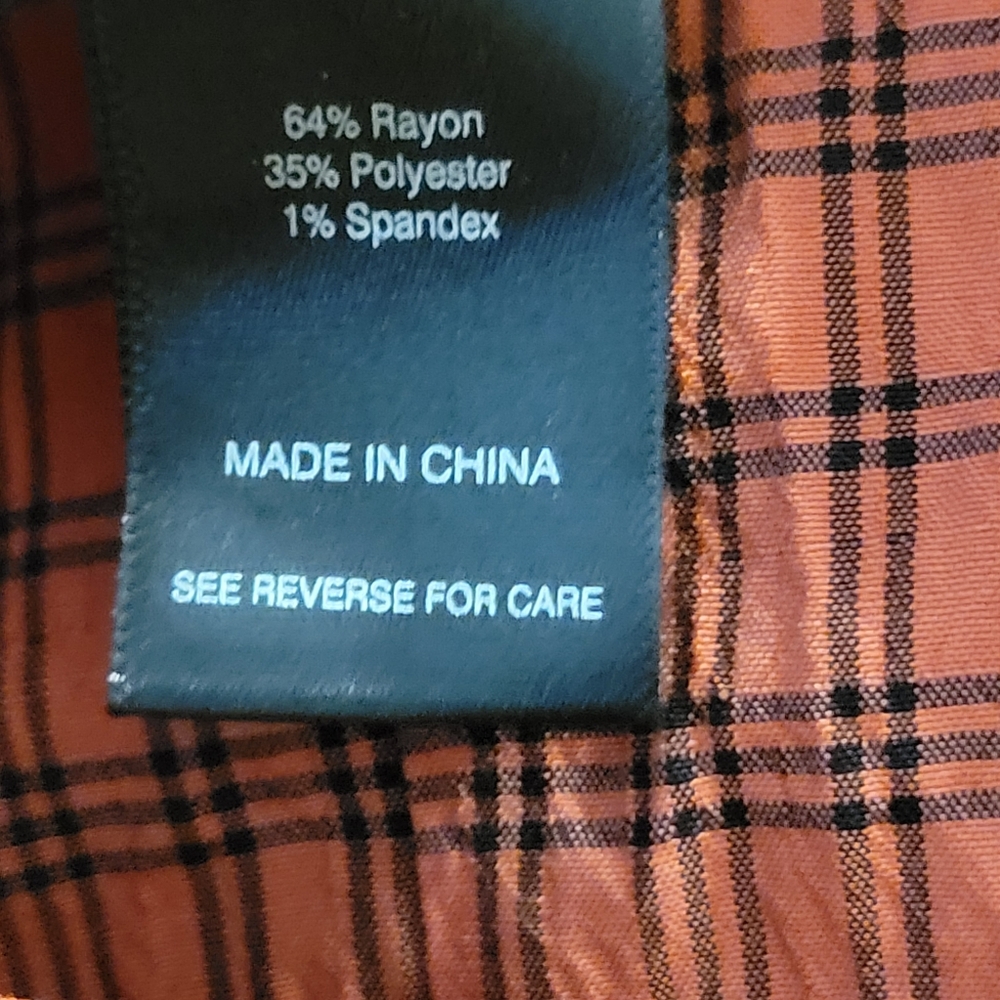 64% Rayon
35% Polyester
1% Spandex
MADE IN CHINA
SEE REVERSE FOR CARE